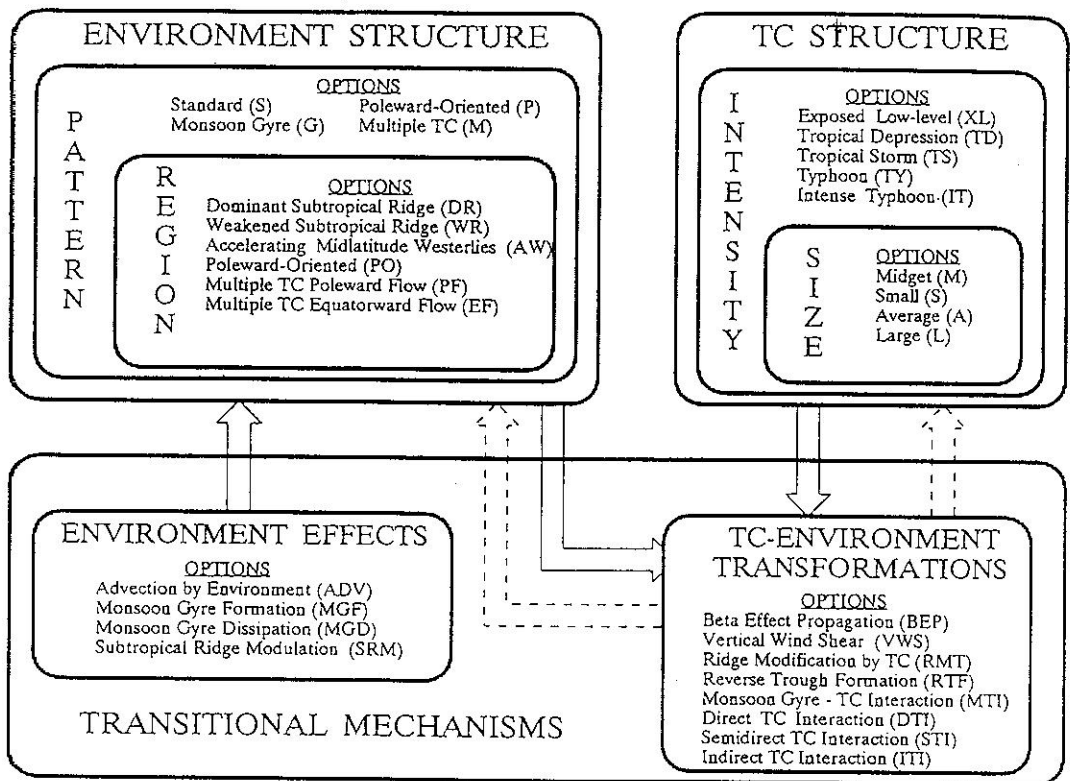 ENVIRONMENT STRUCTURE
PATTERN
OPTIONS
Standard (S) Poleward-Oriented (P)
Monsoon Gyre (G) Multiple TC (M)
REGION
OPTIONS
Dominant Subtropical Ridge (DR)
Weakened Subtropical Ridge (WR)
Accelerating Midlatitude Westerlies (AW)
Poleward-Oriented (PO)
Multiple TC Poleward Flow (PF)
Multiple TC Equatorward Flow (EF)
TC STRUCTURE
INTENSITY
OPTIONS
Exposed Low-level (XL)
Tropical Depression (TD)
Tropical Storm (TS)
Typhoon (TY)
Intense Typhoon (IT)
SIZE
OPTIONS
Midget (M)
Small (S)
Average (A)
Large (L)
ENVIRONMENT EFFECTS
OPTIONS
Advection by Environment (ADV)
Monsoon Gyre Formation (MGF)
Monsoon Gyre Dissipation (MGD)
Subtropical Ridge Modulation (SRM)
TC-ENVIRONMENT
TRANSFORMATIONS
OPTIONS
Beta Effect Propagation (BEP)
Vertical Wind Shear (VWS)
Ridge Modification by TC (RMT)
Reverse Trough Formation (RTF)
Monsoon Gyre - TC Interaction (MTI)
Direct TC Interaction (DTI)
Semidirect TC Interaction (STI)
Indirect TC Interaction (ITI)
TRANSITIONAL MECHANISMS